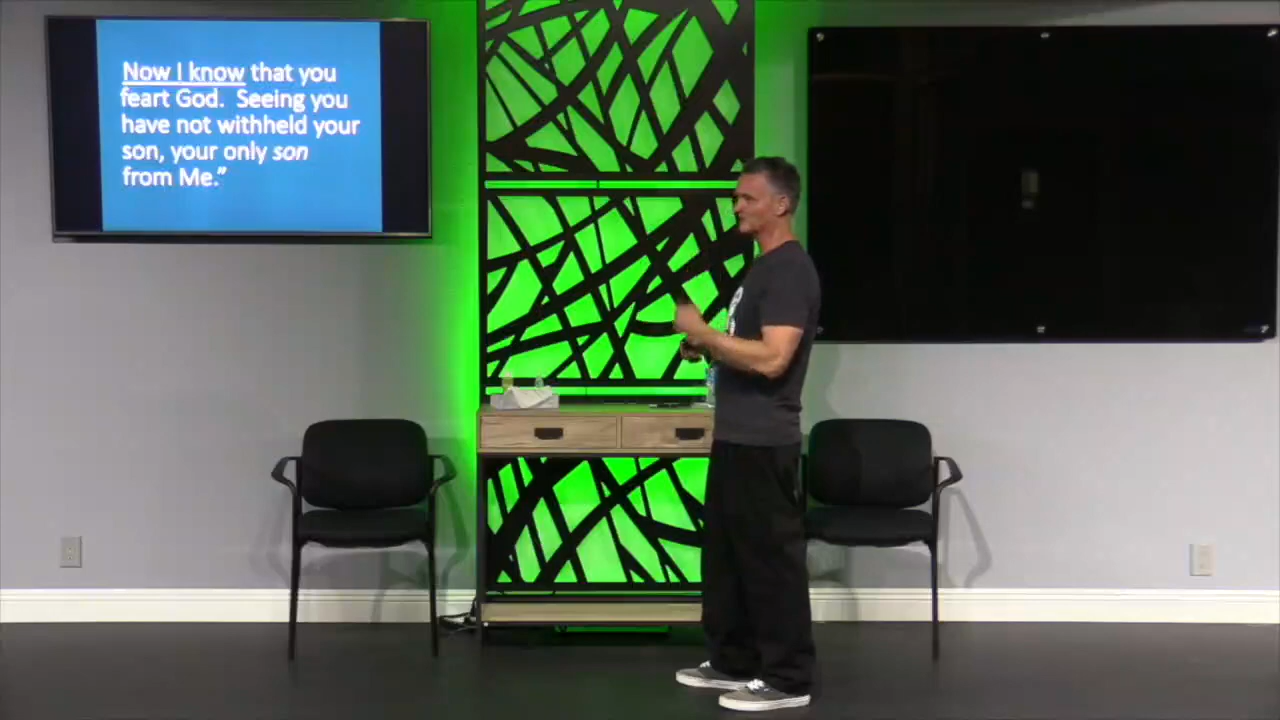 Now I know that you
feart God. Seeing you
have not withheld your
son, your only son
from Me."